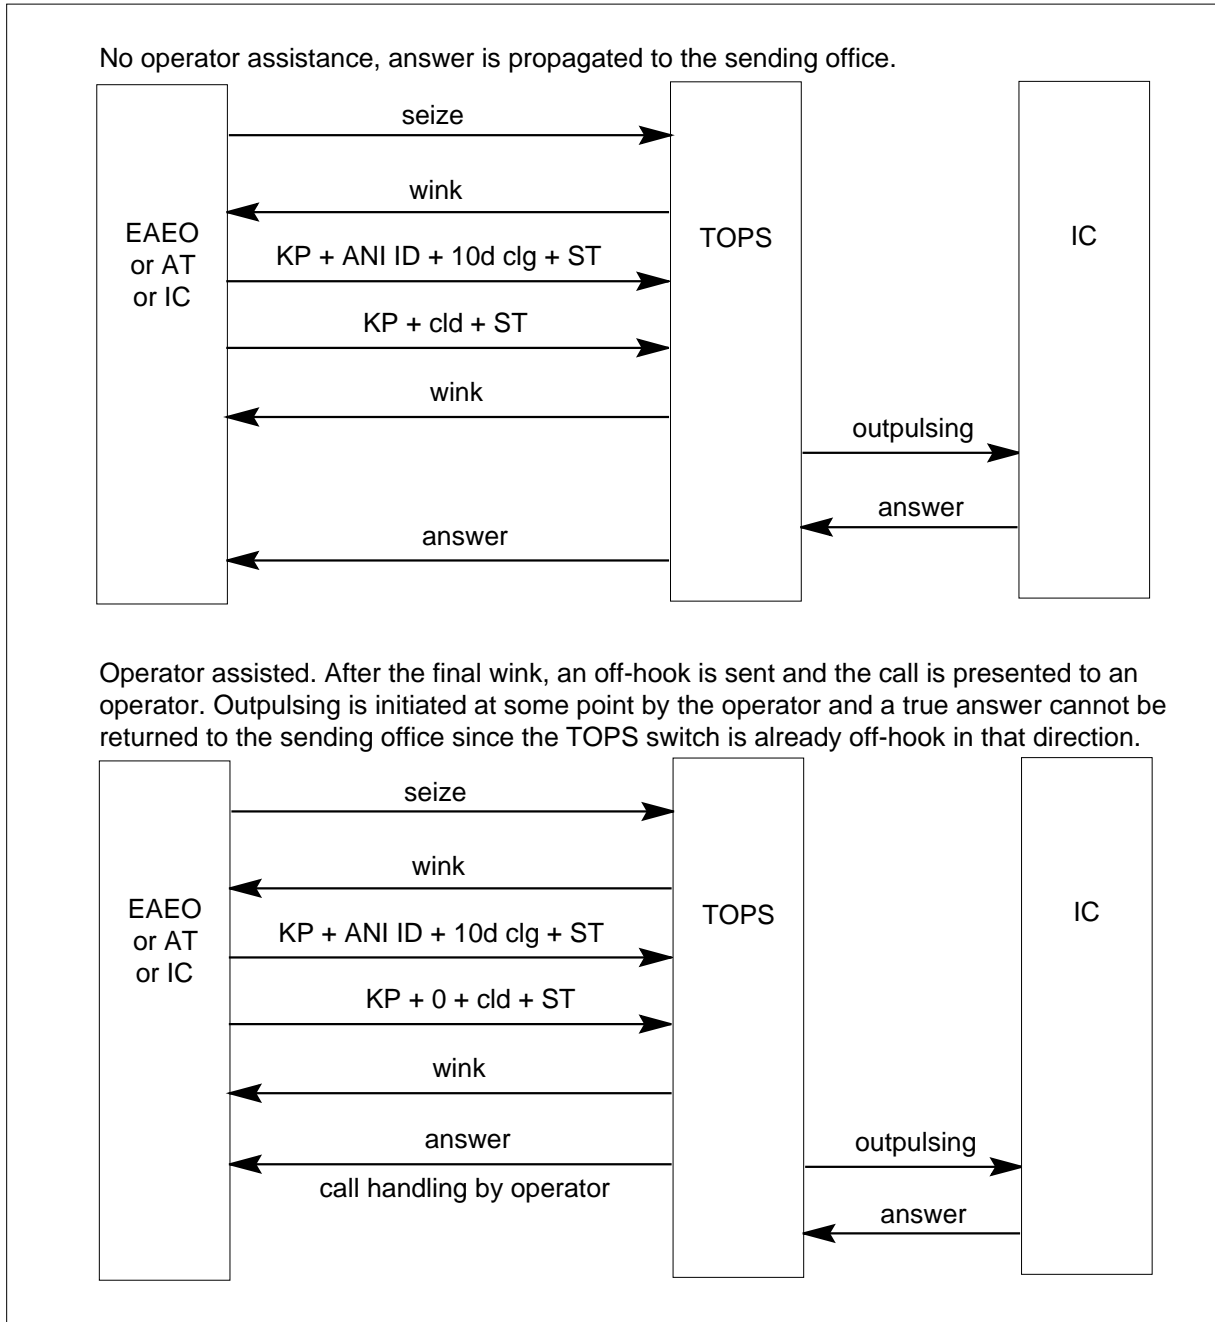 No operator assistance, answer is propagated to the sending office.
seize
wink
EAEO
or AT
or IC
KP + ANI ID + 10d clg + ST
TOPS
IC
KP + cld + ST
wink
outpulsing
answer
answer
Operator assisted. After the final wink, an off-hook is sent and the call is presented to an
operator. Outpulsing is initiated at some point by the operator and a true answer cannot be
returned to the sending office since the TOPS switch is already off-hook in that direction.
seize
wink
EAEO
or AT
or IC
KP + ANI ID + 10d clg + ST
TOPS
IC
KP + 0 + cld + ST
wink
answer
outpulsing
call handling by operator
answer